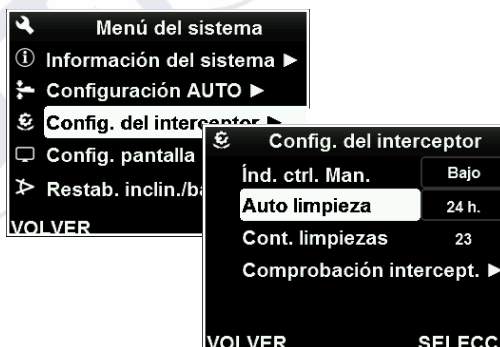 Menú del sistema
Información del sistema ▶
Configuración AUTO ▶
Config. del interceptor ▶
Config. pantalla
Restab. inclin./ba
VOLVER
Config. del interceptor
Índ. ctrl. Man. Bajo
Auto limpieza 24 h.
Cont. limpiezas 23
Comprobación intercept. ▶
VOLVER SELECC